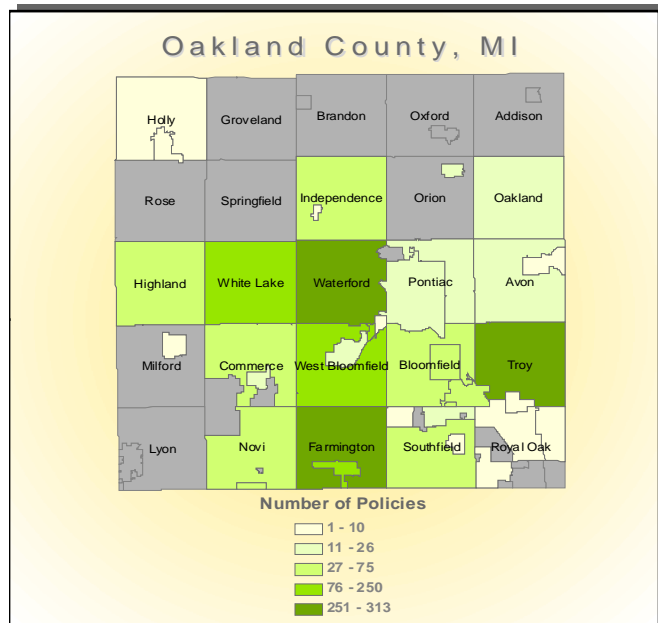 Oakland County, MI
Holly
Groveland
Brandon
Oxford
Addison
Rose
Springfield
Independence
Orion
Oakland
Highland
White Lake
Waterford
Pontiac
Avon
Milford
Commerce
West Bloomfield
Bloomfield
Troy
Lyon
Novi
Farmington
Southfield
Royal Oak
Number of Policies
1 - 10
11 - 26
27 - 75
76 - 250
251 - 313